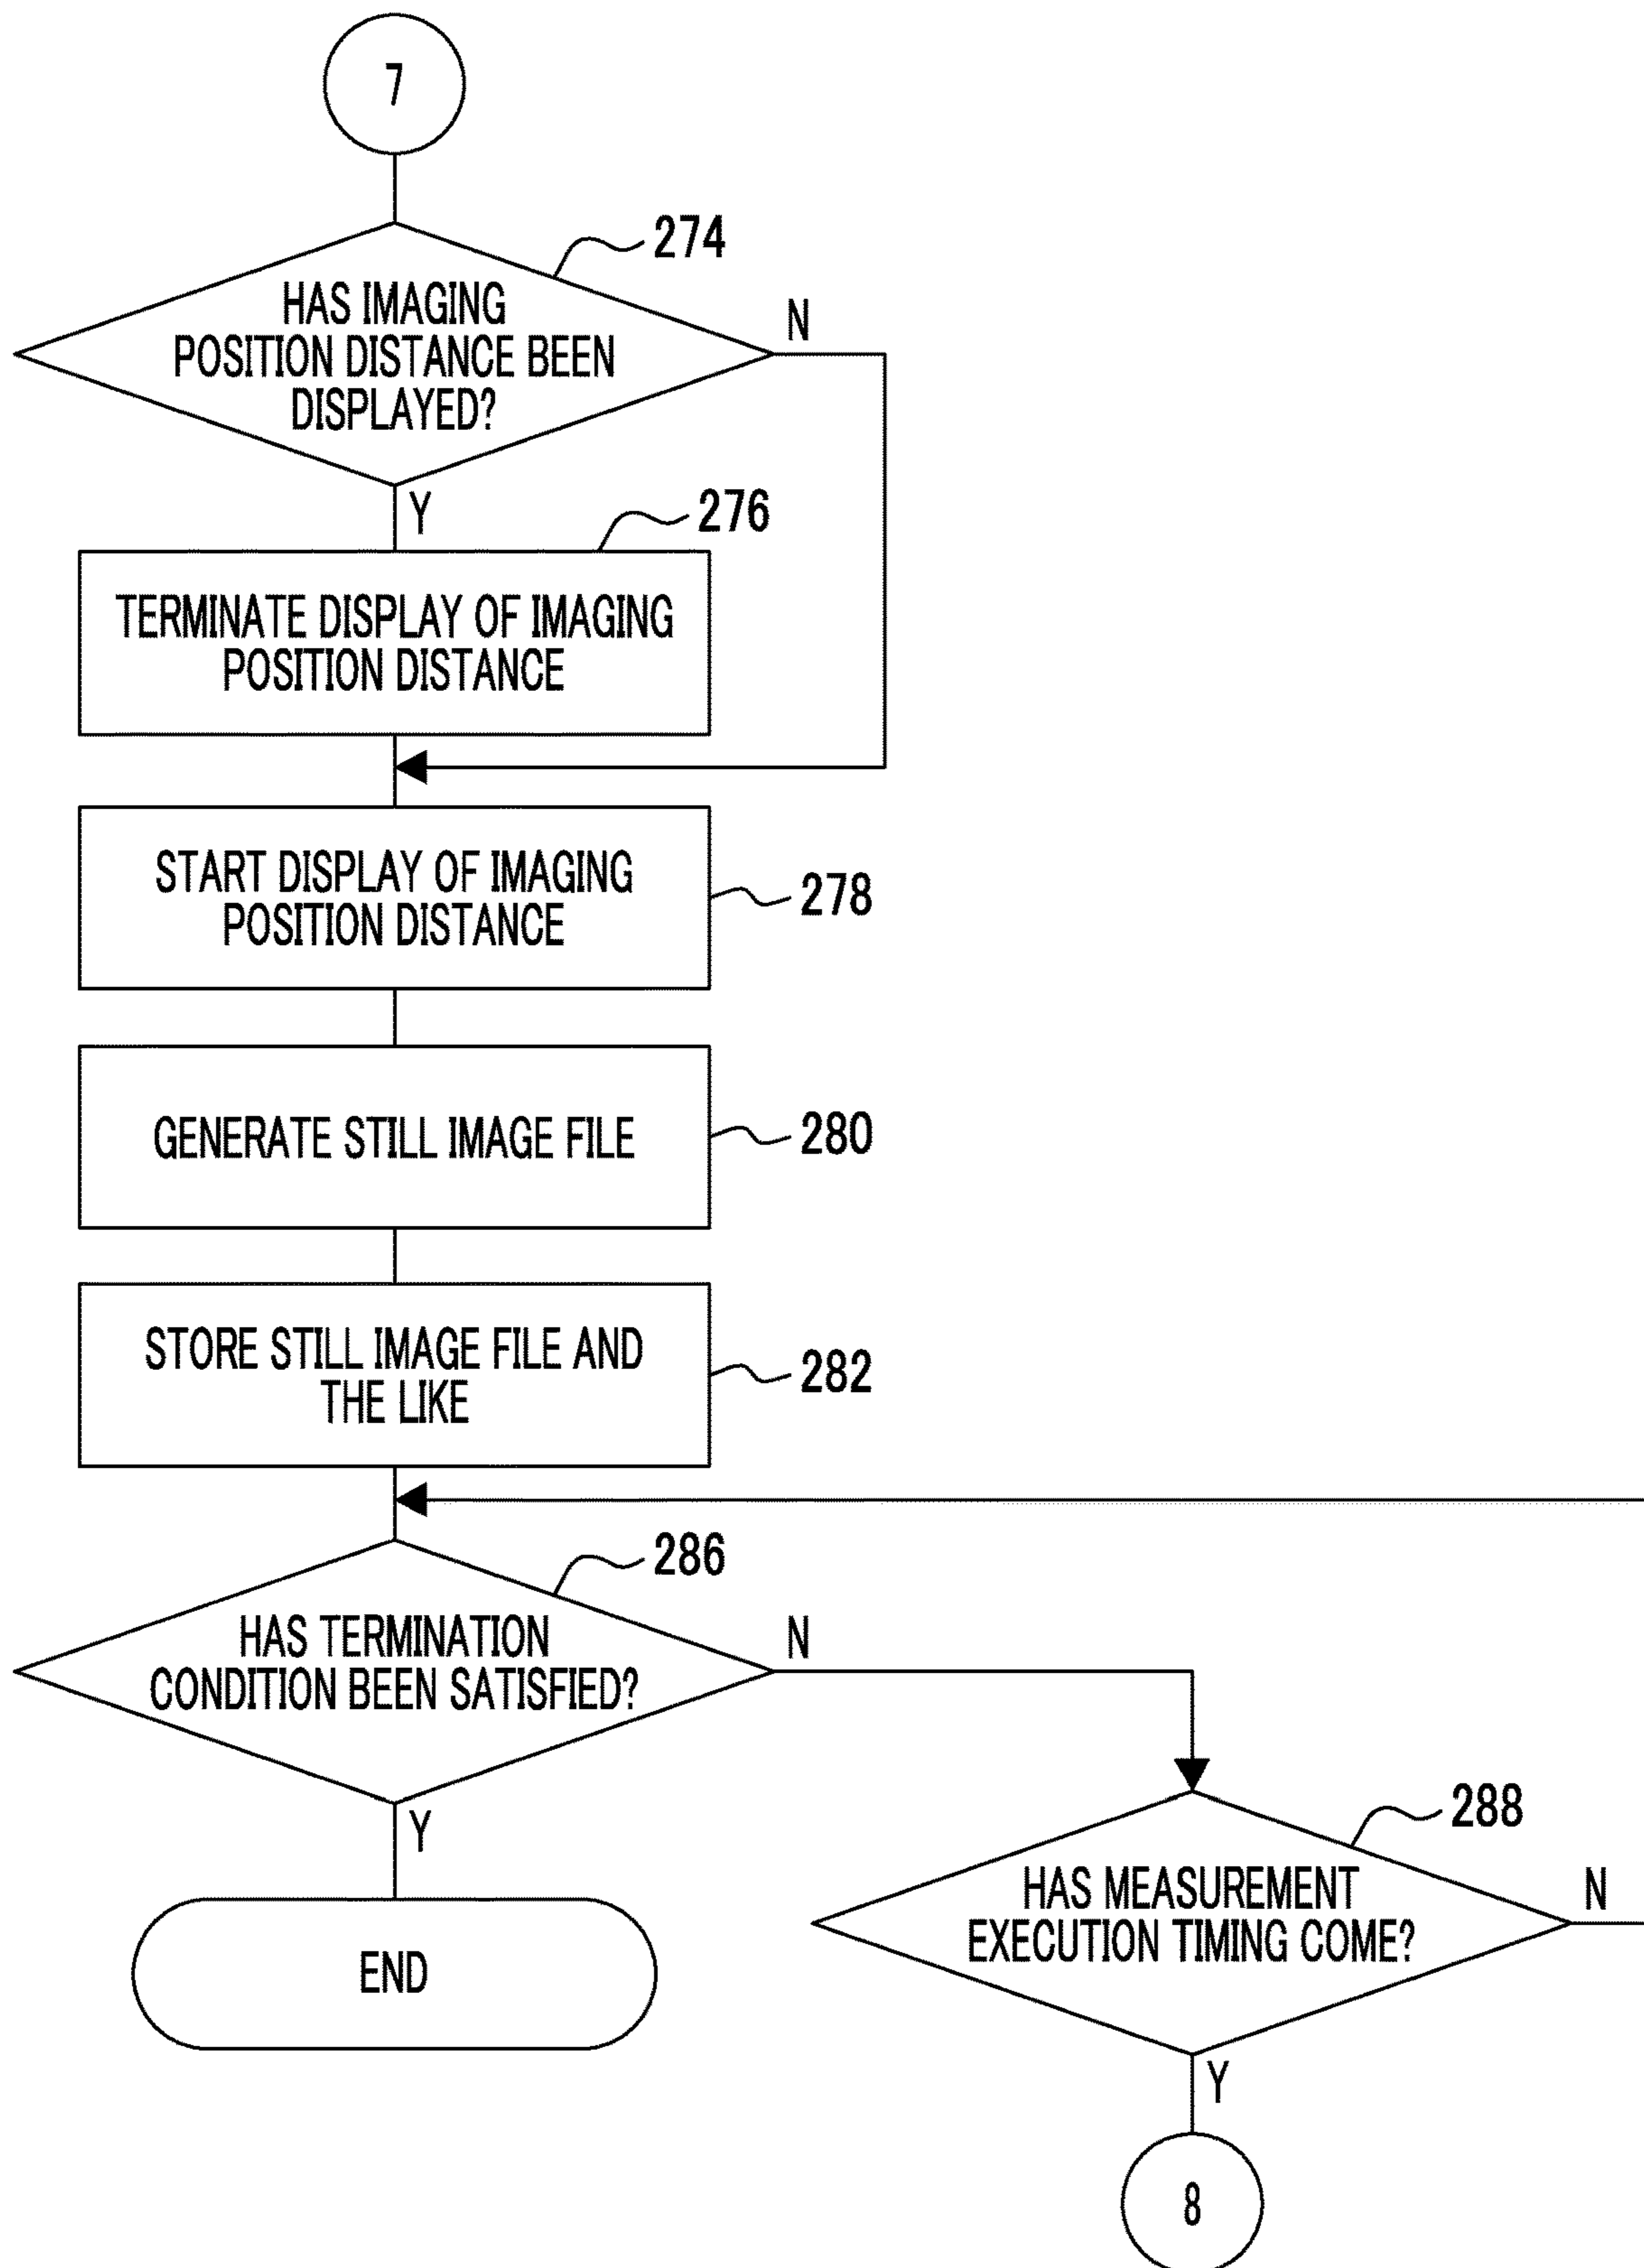 7
274
HAS IMAGING
POSITION DISTANCE BEEN
DISPLAYED?
N
Y
276
TERMINATE DISPLAY OF IMAGING
POSITION DISTANCE
START DISPLAY OF IMAGING
POSITION DISTANCE
278
GENERATE STILL IMAGE FILE
280
STORE STILL IMAGE FILE AND
THE LIKE
282
286
HAS TERMINATION
CONDITION BEEN SATISFIED?
N
Y
END
288
HAS MEASUREMENT
EXECUTION TIMING COME?
N
Y
8